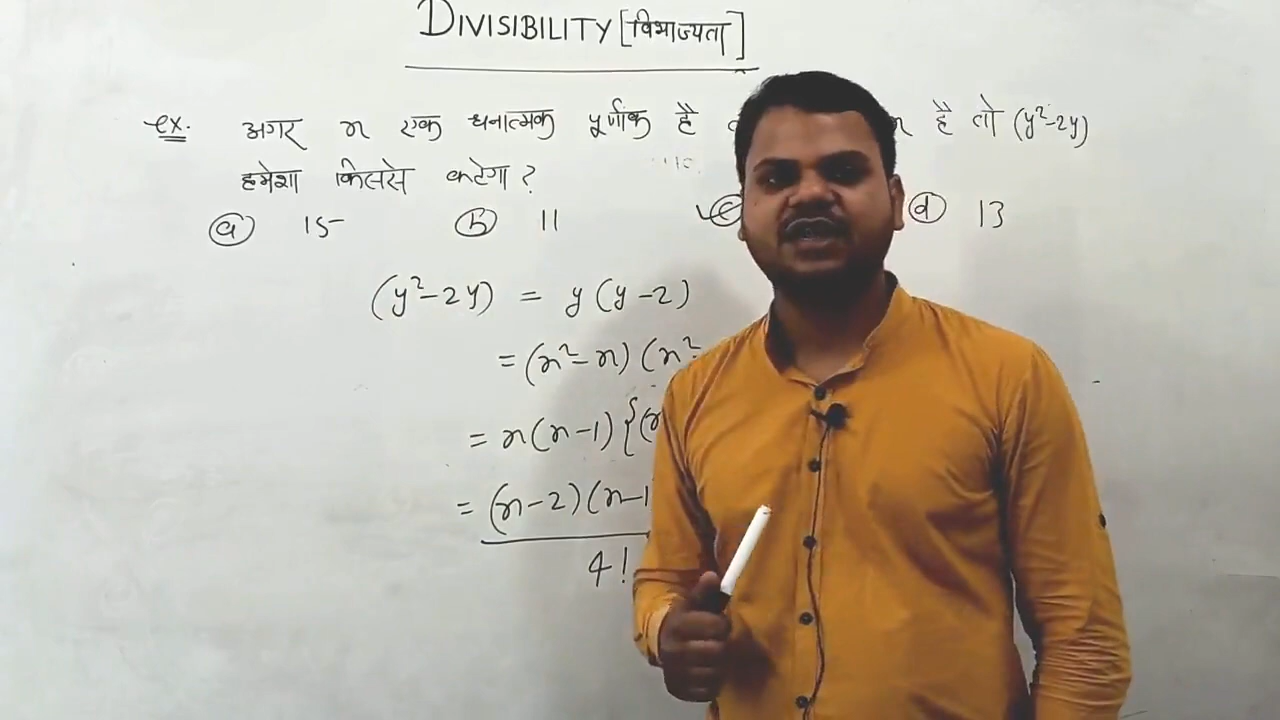 DIVISIBILITY [विभाज्यता]
ex. अगर n एक धनात्मक पूर्णांक है n है तो (y²-2y)
हमेशा किससे कटेगा ?
(a) 15 (b) 11 (c) (d) 13
(y²-2y) = y(y-2)
= (n²-n)(n²
= n(n-1){(n
= (n-2)(n-1
4!